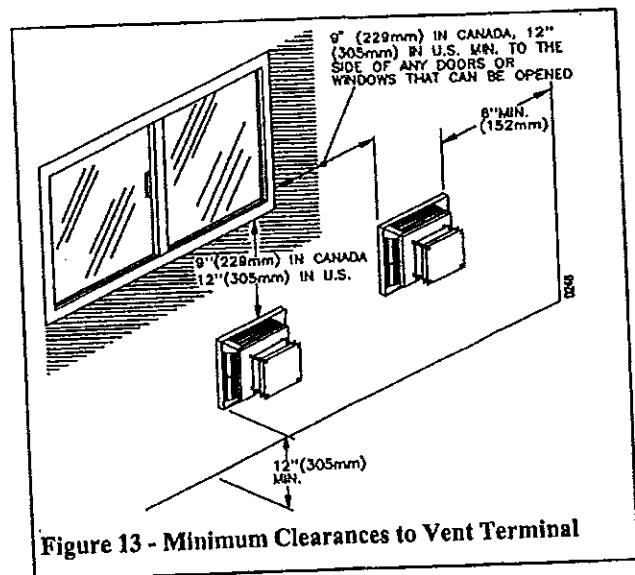 9" (229mm) IN CANADA, 12"
(305mm) IN U.S. MIN. TO THE
SIDE OF ANY DOORS OR
WINDOWS THAT CAN BE OPENED
6"MIN.
(152mm)
9"(229mm) IN CANADA
12"(305mm) IN U.S.
0246
12"(305mm)
MIN.
Figure 13 - Minimum Clearances to Vent Terminal